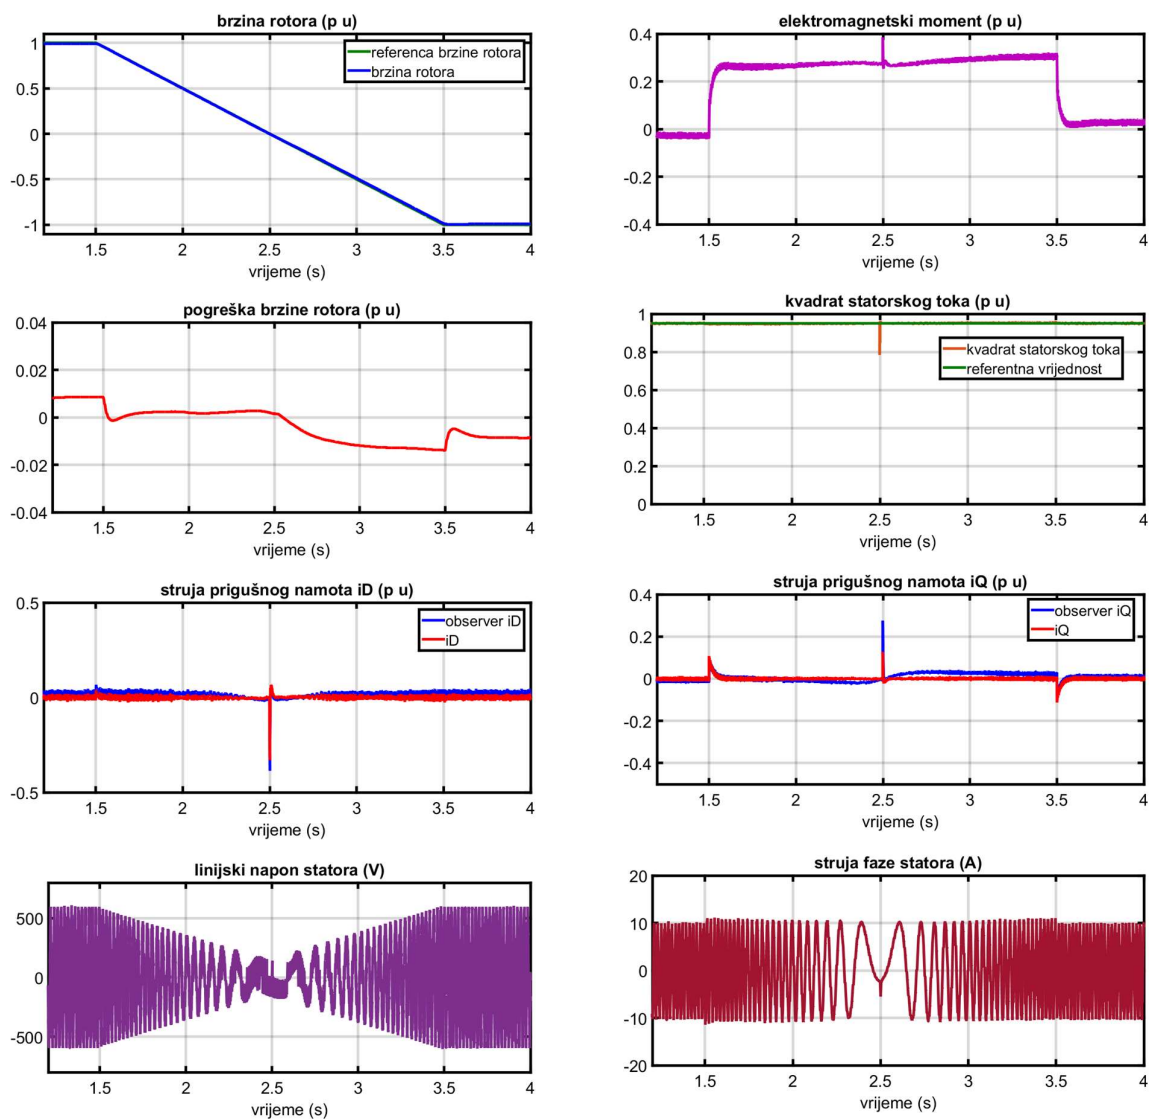 brzina rotora (p u)
1
0.5
0
-0.5
-1
referenca brzine rotora
brzina rotora
1.5 2 2.5 3 3.5 4
vrijeme (s)
elektromagnetski moment (p u)
0.4
0.2
0
-0.2
-0.4
1.5 2 2.5 3 3.5 4
vrijeme (s)
pogreška brzine rotora (p u)
0.04
0.02
0
-0.02
-0.04
1.5 2 2.5 3 3.5 4
vrijeme (s)
kvadrat statorskog toka (p u)
1
0.8
0.6
0.4
0.2
0
kvadrat statorskog toka
referentna vrijednost
1.5 2 2.5 3 3.5 4
vrijeme (s)
struja prigušnog namota iD (p u)
0.5
0
-0.5
observer iD
iD
1.5 2 2.5 3 3.5 4
vrijeme (s)
struja prigušnog namota iQ (p u)
0.4
0.2
0
-0.2
-0.4
observer iQ
iQ
1.5 2 2.5 3 3.5 4
vrijeme (s)
linijski napon statora (V)
500
0
-500
1.5 2 2.5 3 3.5 4
vrijeme (s)
struja faze statora (A)
20
10
0
-10
-20
1.5 2 2.5 3 3.5 4
vrijeme (s)